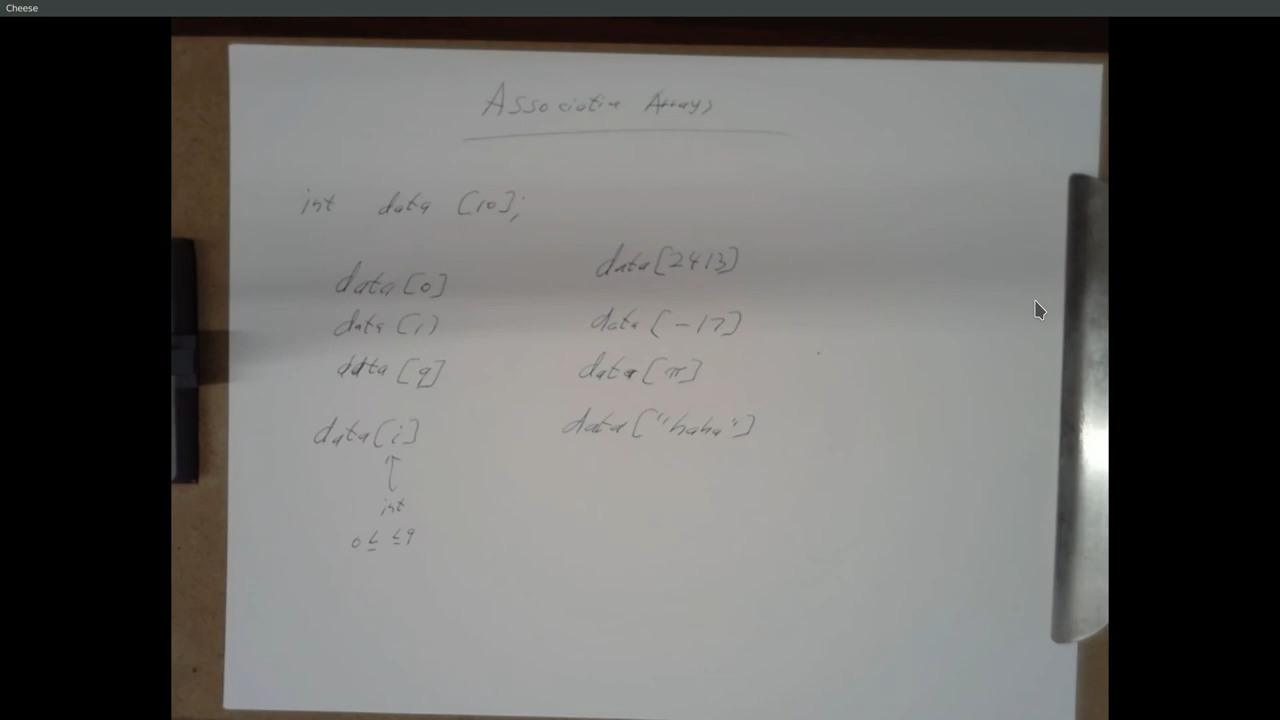 Cheese
Associative Arrays
int data [10];
data [0]
data [1]
data [9]
data [i]
int
0 ≤ ≤ 9
data [2413]
data [-17]
data [π]
data ["haha"]